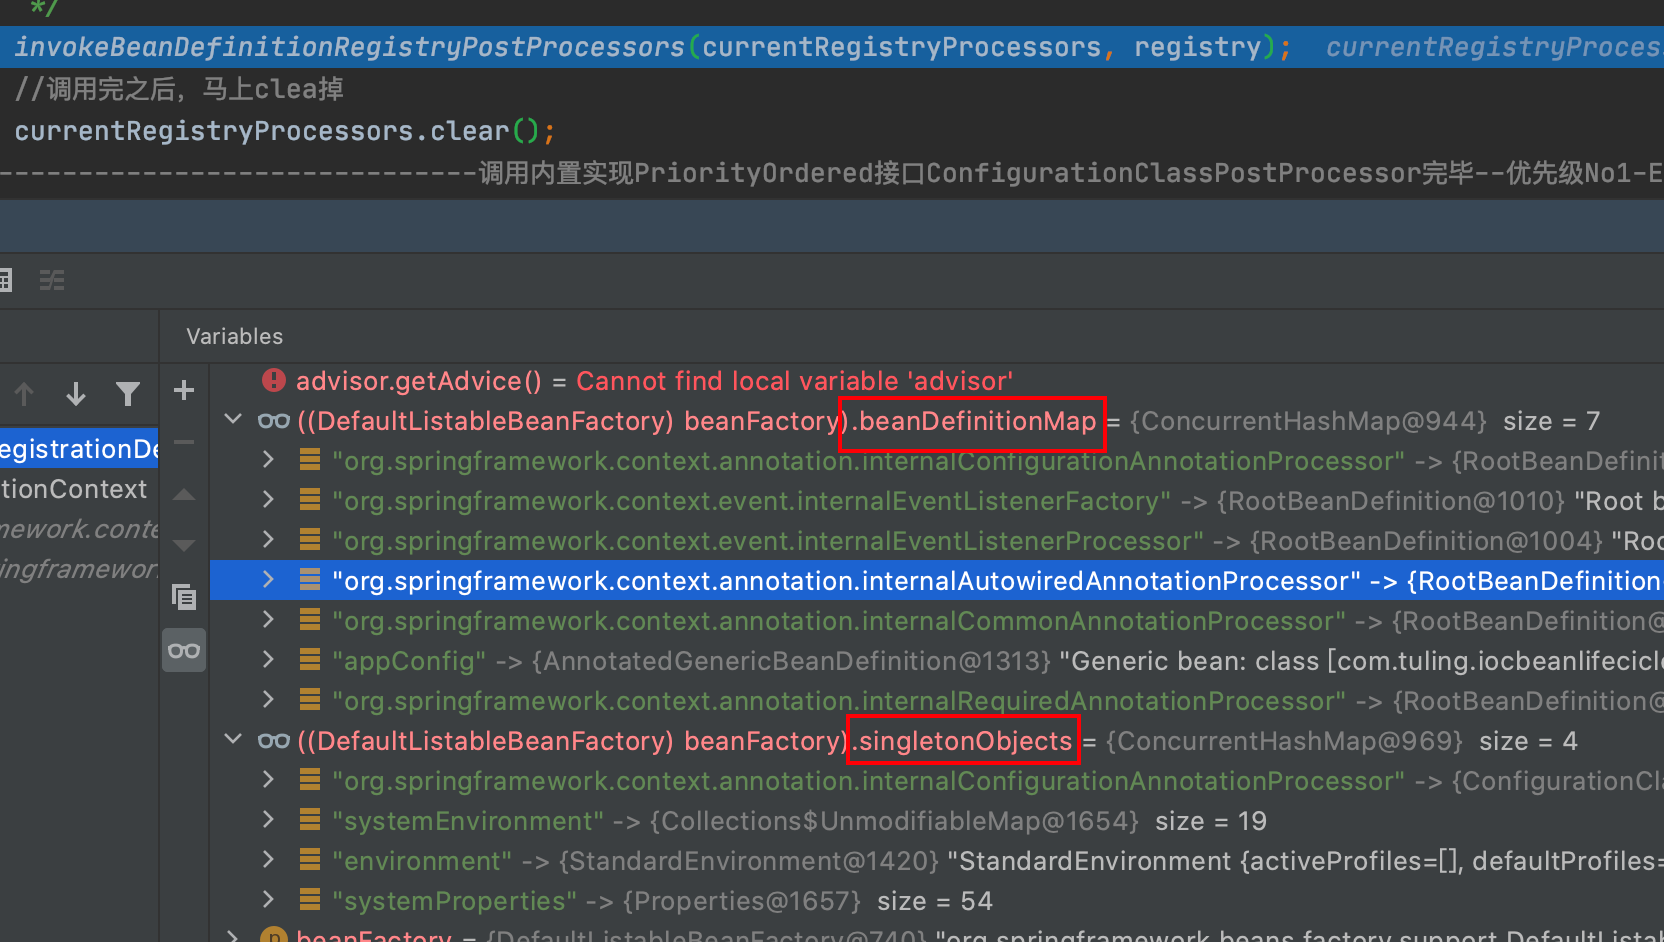 */
invokeBeanDefinitionRegistryPostProcessors(currentRegistryProcessors, registry); currentRegistryProces
//调用完之后，马上clea掉
currentRegistryProcessors.clear();
------------------------------调用内置实现PriorityOrdered接口ConfigurationClassPostProcessor完毕--优先级No1-E
Variables
advisor.getAdvice() = Cannot find local variable 'advisor'
((DefaultListableBeanFactory) beanFactory).beanDefinitionMap = {ConcurrentHashMap@944} size = 7
egistrationDe
"org.springframework.context.annotation.internalConfigurationAnnotationProcessor" -> {RootBeanDefinit
tionContext
"org.springframework.context.event.internalEventListenerFactory" -> {RootBeanDefinition@1010} "Root b
mework.conte
"org.springframework.context.event.internalEventListenerProcessor" -> {RootBeanDefinition@1004} "Roo
ingframewor
"org.springframework.context.annotation.internalAutowiredAnnotationProcessor" -> {RootBeanDefinition
"org.springframework.context.annotation.internalCommonAnnotationProcessor" -> {RootBeanDefinition@
"appConfig" -> {AnnotatedGenericBeanDefinition@1313} "Generic bean: class [com.tuling.iocbeanlifecicle
"org.springframework.context.annotation.internalRequiredAnnotationProcessor" -> {RootBeanDefinition@
((DefaultListableBeanFactory) beanFactory).singletonObjects = {ConcurrentHashMap@969} size = 4
"org.springframework.context.annotation.internalConfigurationAnnotationProcessor" -> {ConfigurationCla
"systemEnvironment" -> {Collections$UnmodifiableMap@1654} size = 19
"environment" -> {StandardEnvironment@1420} "StandardEnvironment {activeProfiles=[], defaultProfiles=
"systemProperties" -> {Properties@1657} size = 54
beanFactory = {DefaultListableBeanFactory@740} "org.springframework.beans.factory.support.DefaultListab